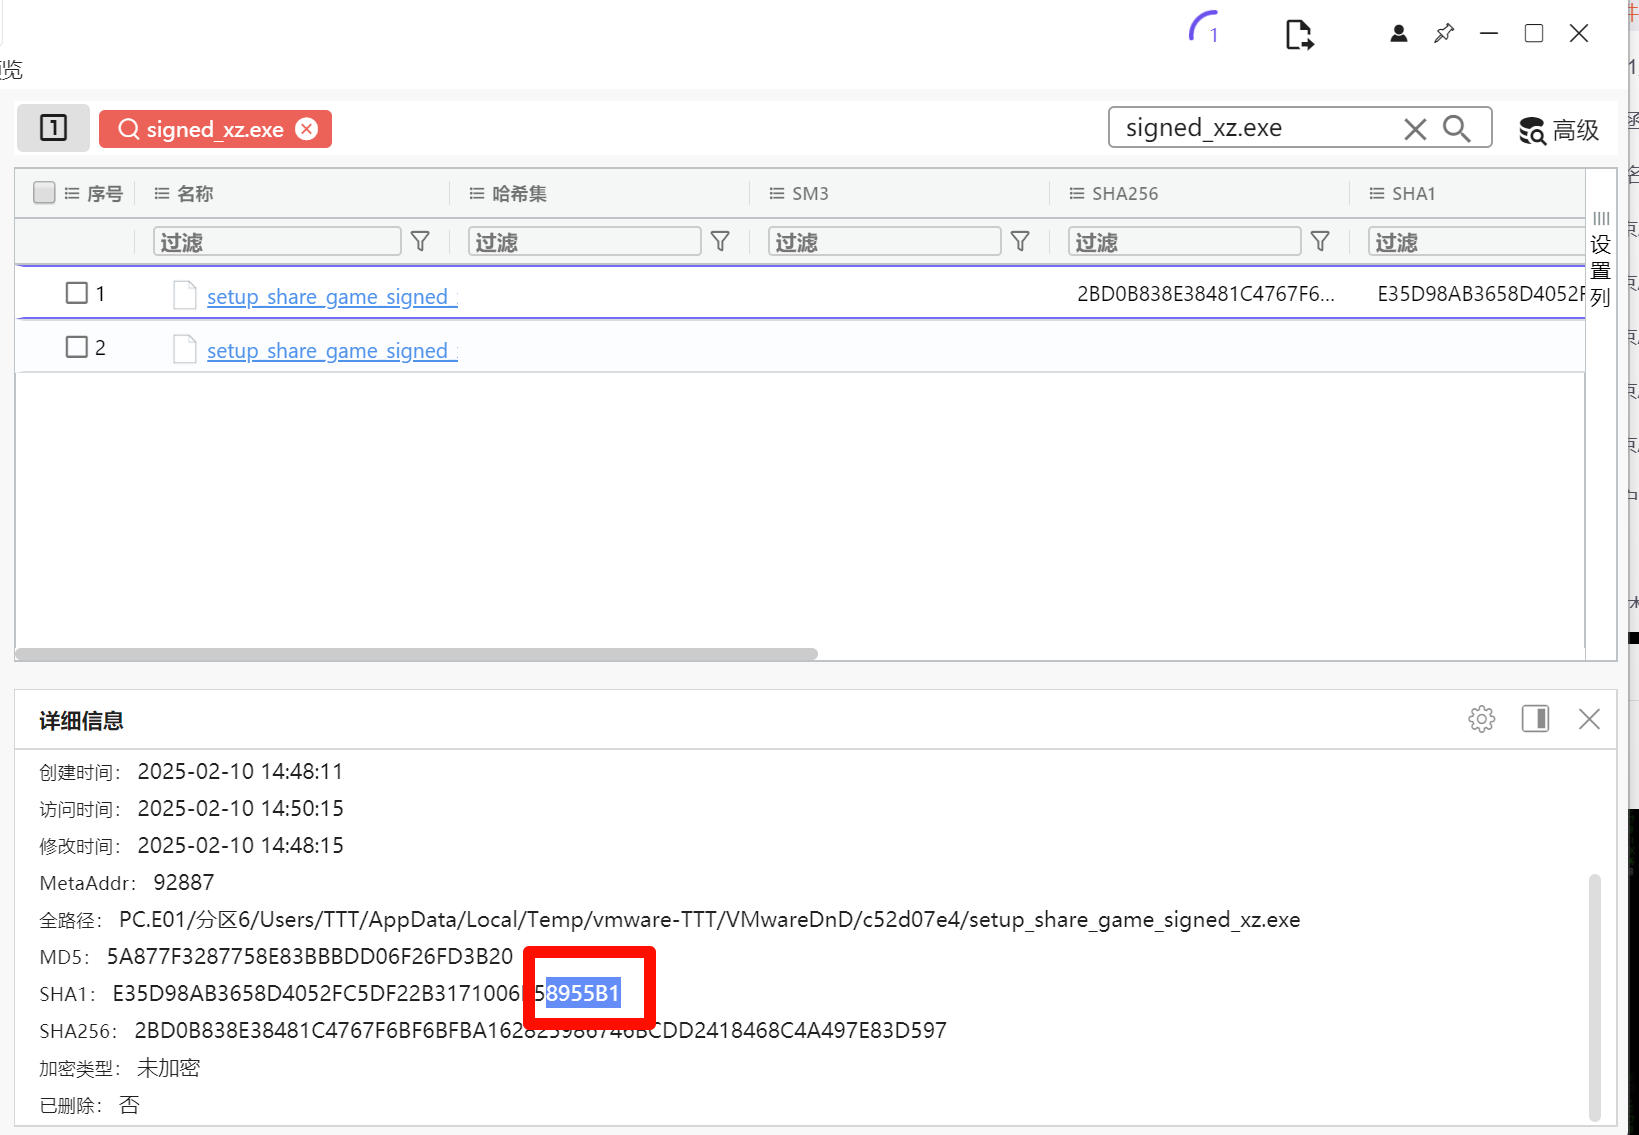 1
览
1 signed_xz.exe
signed_xz.exe
高级
序号 名称 哈希集 SM3 SHA256 SHA1
过滤 过滤 过滤 过滤 过滤
设置列
1 setup_share_game_signed_ 2BD0B838E38481C4767F6... E35D98AB3658D4052F
2 setup_share_game_signed_
详细信息
创建时间： 2025-02-10 14:48:11
访问时间： 2025-02-10 14:50:15
修改时间： 2025-02-10 14:48:15
MetaAddr： 92887
全路径： PC.E01/分区6/Users/TTT/AppData/Local/Temp/vmware-TTT/VMwareDnD/c52d07e4/setup_share_game_signed_xz.exe
MD5： 5A877F3287758E83BBBDD06F26FD3B20
SHA1： E35D98AB3658D4052FC5DF22B3171006 58955B1
SHA256： 2BD0B838E38481C4767F6BF6BFBA162825986746BCDD2418468C4A497E83D597
加密类型： 未加密
已删除： 否